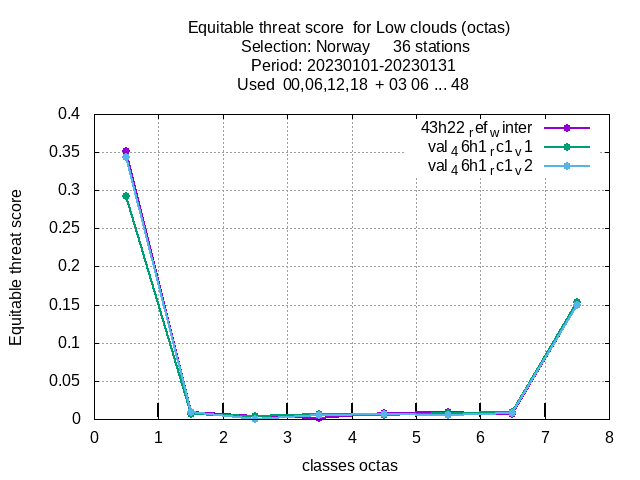 Equitable threat score  for Low clouds (octas)
Selection: Norway     36 stations
Period: 20230101-20230131
Used  00,06,12,18  + 03 06 ... 48
43h22ᵣef_winter
val_46h1_rc1_v1
val_46h1_rc1_v2
0.4
0.35
0.3
0.25
0.2
0.15
0.1
0.05
0
Equitable threat score
0 1 2 3 4 5 6 7 8
classes octas